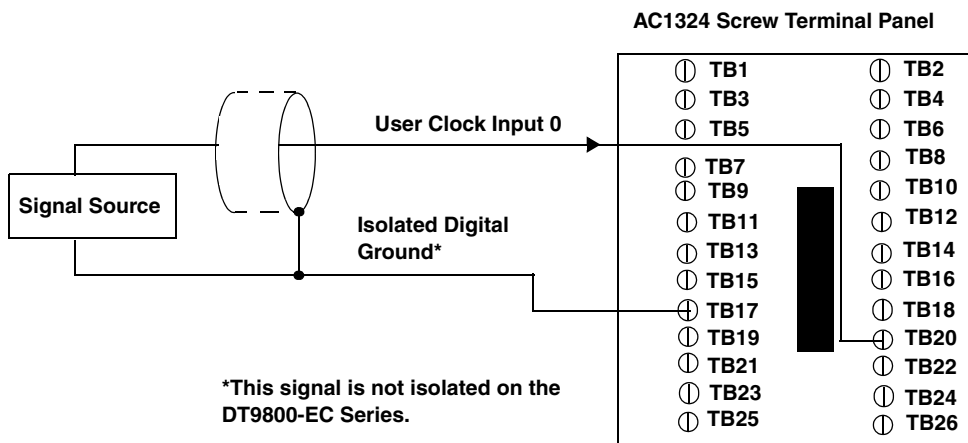 AC1324 Screw Terminal Panel
TB1
TB2
TB3
TB4
User Clock Input 0
TB5
TB6
TB7
TB8
Signal Source
TB9
TB10
Isolated Digital
Ground*
TB11
TB12
TB13
TB14
TB15
TB16
TB17
TB18
TB19
TB20
TB21
TB22
*This signal is not isolated on the
DT9800-EC Series.
TB23
TB24
TB25
TB26